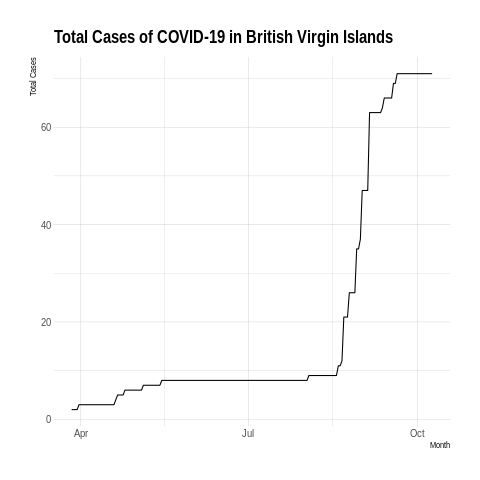 Total Cases of COVID-19 in British Virgin Islands
Total Cases
60
40
20
0
Apr Jul Oct
Month